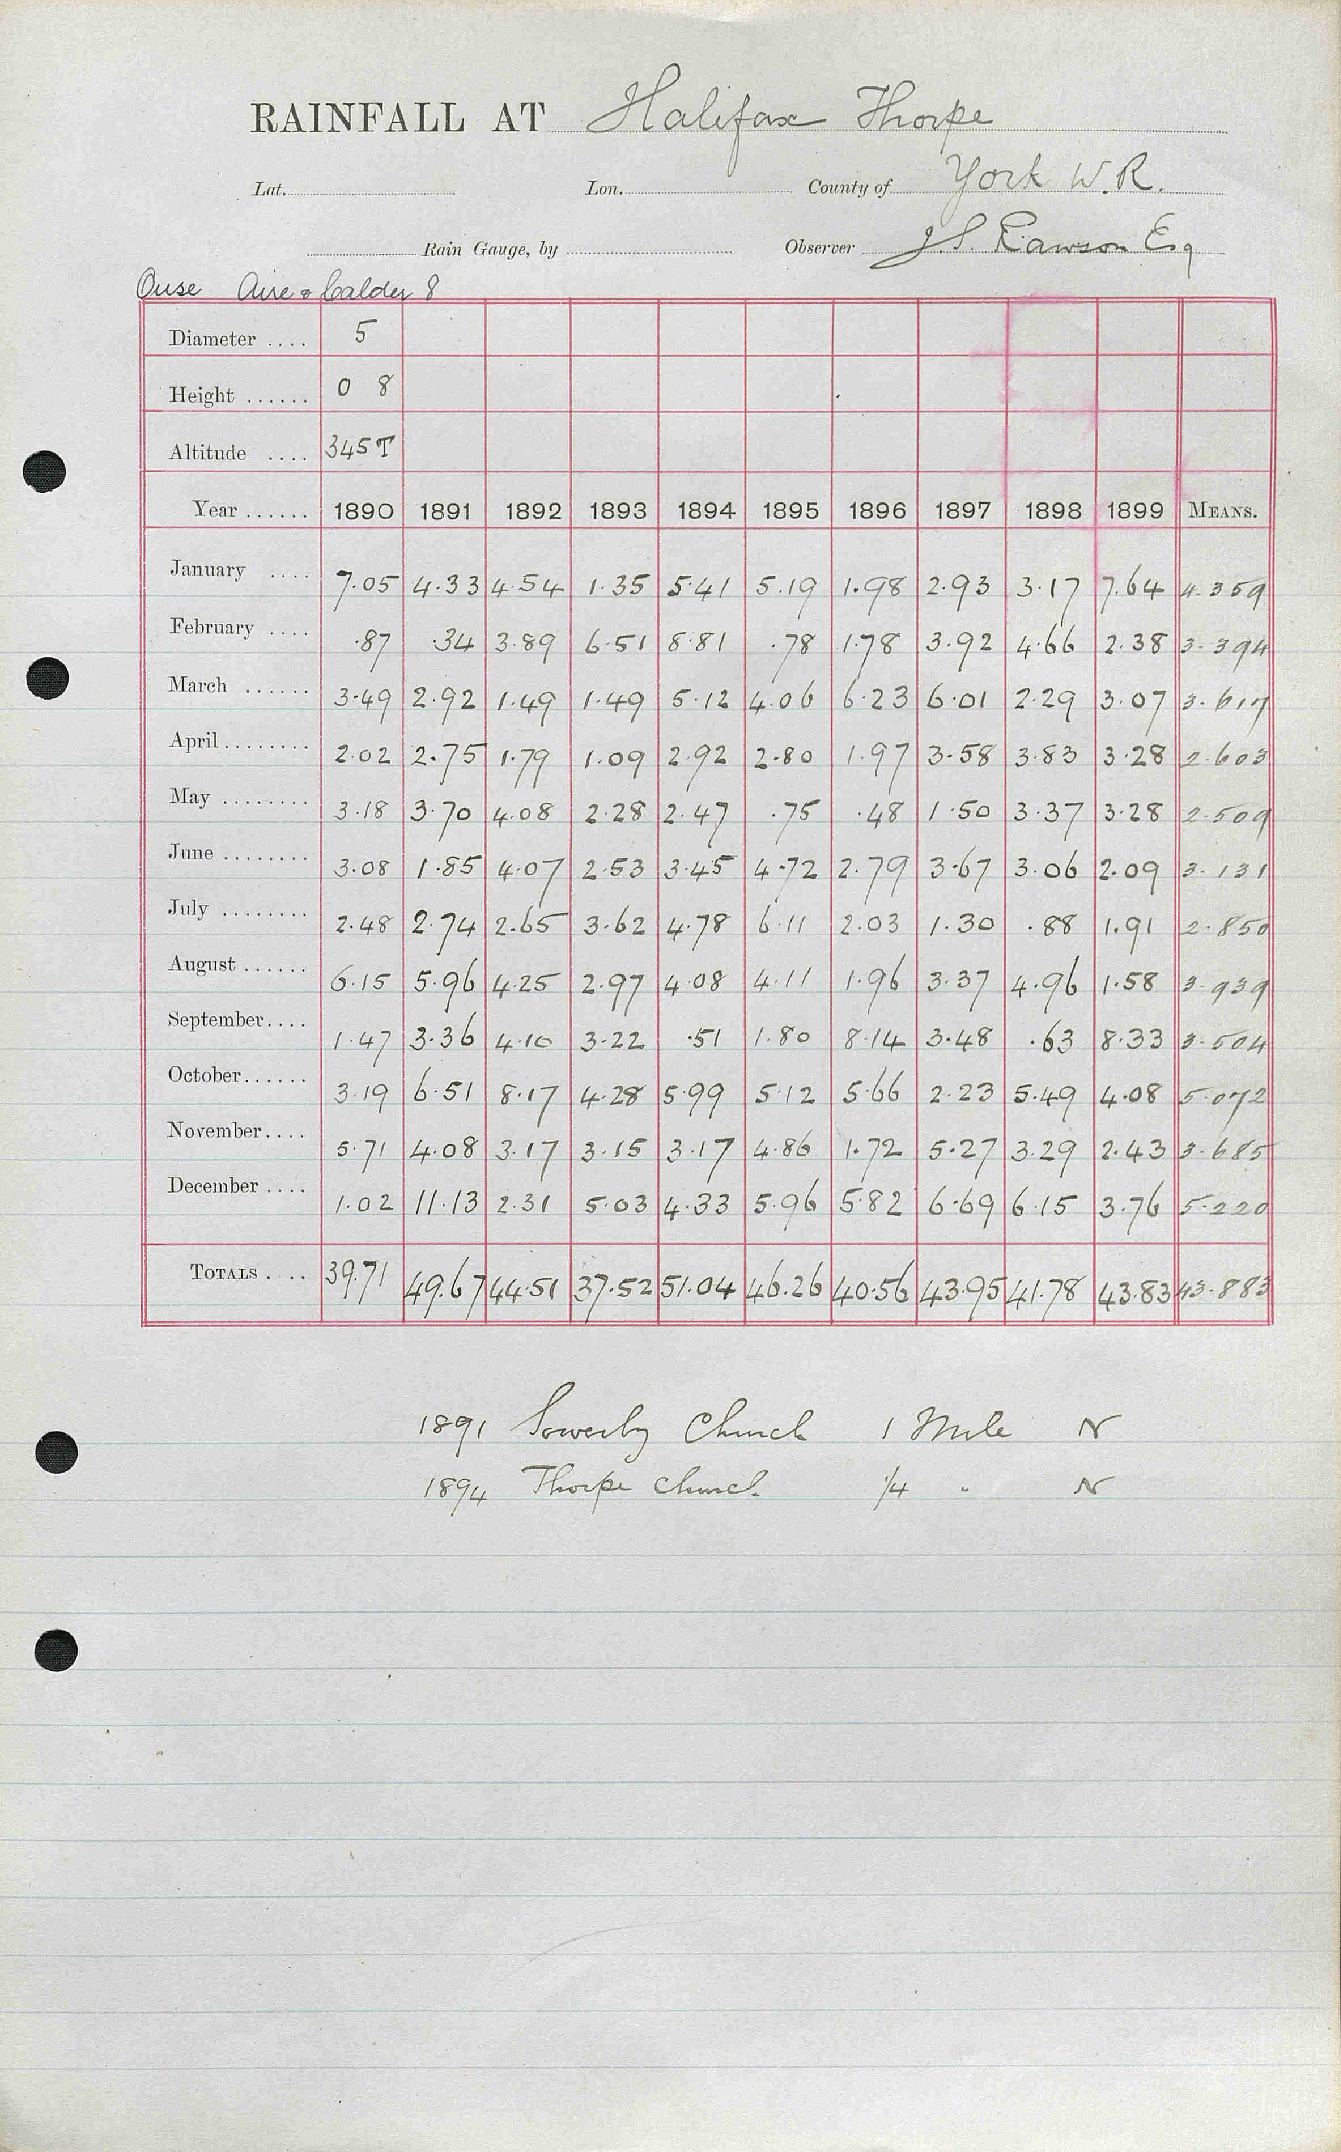 RAINFALL AT Halifax Thorpe
Lat. Lon. County of York W.R.
Rain Gauge, by Observer J.S. Rawson Esq
Ouse Aire & Calder 8
Diameter .... 5
Height ...... 0 8
Altitude .... 345T
Year ...... 1890 1891 1892 1893 1894 1895 1896 1897 1898 1899 MEANS.
January .... 7.05 4.33 4.54 1.35 5.41 5.19 1.98 2.93 3.17 7.64 4.359
February .... .87 .34 3.89 6.51 8.81 .78 1.78 3.92 4.66 2.38 3.394
March ...... 3.49 2.92 1.49 1.49 5.12 4.06 6.23 6.01 2.29 3.07 3.617
April ........ 2.02 2.75 1.79 1.09 2.92 2.80 1.97 3.58 3.83 3.28 2.603
May ........ 3.18 3.70 4.08 2.28 2.47 .75 .48 1.50 3.37 3.28 2.509
June ........ 3.08 1.85 4.07 2.53 3.45 4.72 2.79 3.67 3.06 2.09 3.131
July ........ 2.48 2.74 2.65 3.62 4.78 6.11 2.03 1.30 .88 1.91 2.850
August ...... 6.15 5.96 4.25 2.97 4.08 4.11 1.96 3.37 4.96 1.58 3.939
September.... 1.47 3.36 4.10 3.22 .51 1.80 8.14 3.48 .63 8.33 3.504
October...... 3.19 6.51 8.17 4.28 5.99 5.12 5.66 2.23 5.49 4.08 5.072
November.... 5.71 4.08 3.17 3.15 3.17 4.86 1.72 5.27 3.29 2.43 3.685
December .... 1.02 11.13 2.31 5.03 4.33 5.96 5.82 6.69 6.15 3.76 5.220
TOTALS .... 39.71 49.67 44.51 37.52 51.04 46.26 40.56 43.95 41.78 43.83 43.883
1891 Sowerby Church 1 Mile N
1894 Thorpe Church 1/4 " N